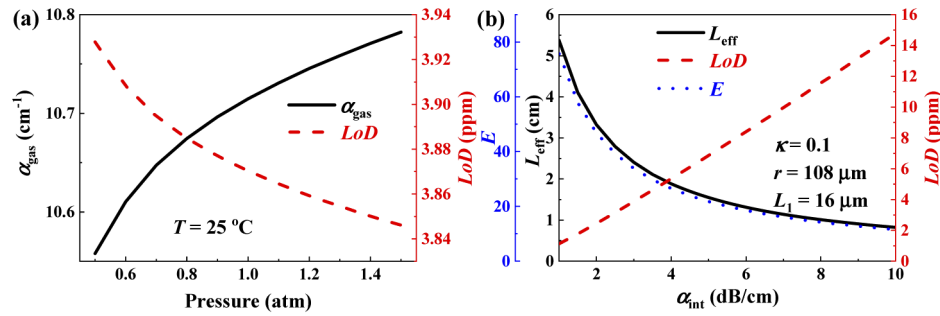 (a)
10.8
10.7
10.6
α_gas (cm⁻¹)
α_gas
LoD
T = 25 °C
0.6 0.8 1.0 1.2 1.4
Pressure (atm)
3.94
3.92
3.90
3.88
3.86
3.84
LoD (ppm)
(b)
80
60
40
20
0
E
6
5
4
3
2
1
0
L_eff (cm)
L_eff
LoD
E
κ= 0.1
r = 108 μm
L₁ = 16 μm
2 4 6 8 10
α_int (dB/cm)
16
14
12
10
8
6
4
2
0
LoD (ppm)